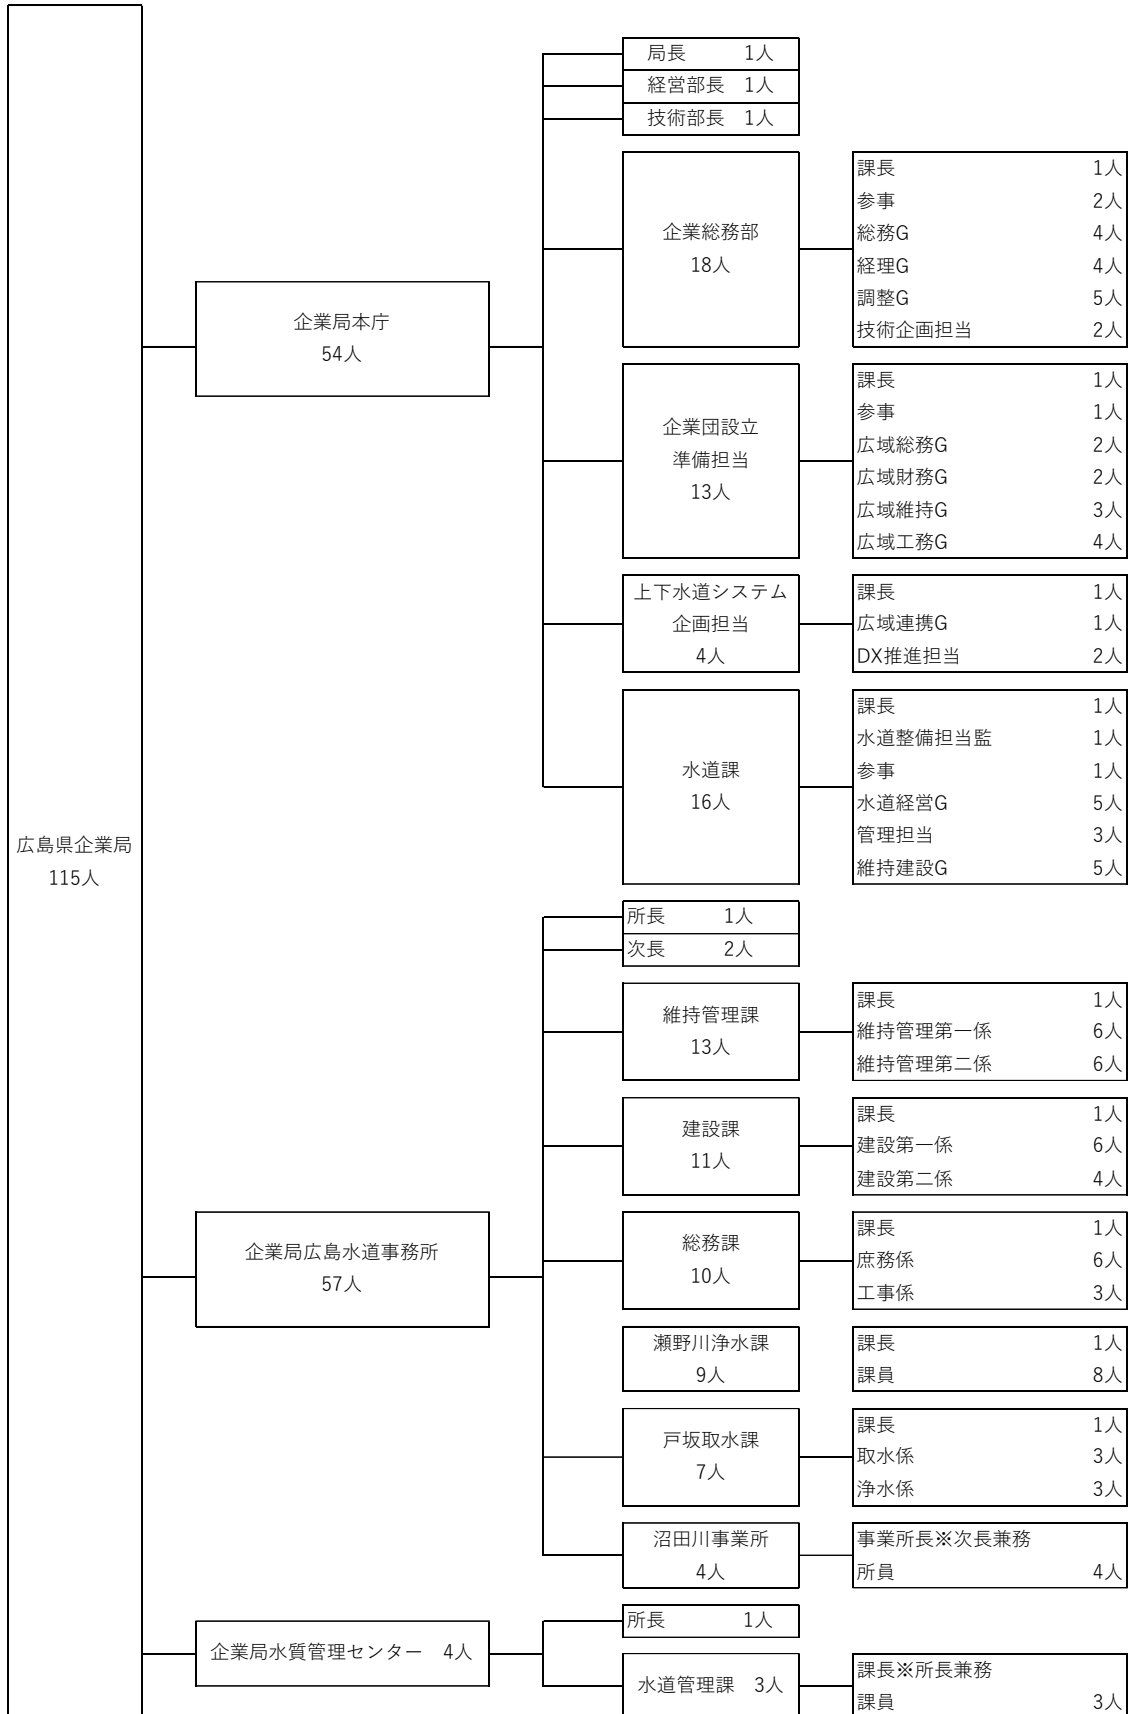 広島県企業局
115人
企業局本庁
54人
局長 1人
経営部長 1人
技術部長 1人
企業総務部
18人
課長 1人
参事 2人
総務G 4人
経理G 4人
調整G 5人
技術企画担当 2人
企業団設立
準備担当
13人
課長 1人
参事 1人
広域総務G 2人
広域財務G 2人
広域維持G 3人
広域工務G 4人
上下水道システム
企画担当
4人
課長 1人
広域連携G 1人
DX推進担当 2人
水道課
16人
課長 1人
水道整備担当監 1人
参事 1人
水道経営G 5人
管理担当 3人
維持建設G 5人
企業局広島水道事務所
57人
所長 1人
次長 2人
維持管理課
13人
課長 1人
維持管理第一係 6人
維持管理第二係 6人
建設課
11人
課長 1人
建設第一係 6人
建設第二係 4人
総務課
10人
課長 1人
庶務係 6人
工事係 3人
瀬野川浄水課
9人
課長 1人
課員 8人
戸坂取水課
7人
課長 1人
取水係 3人
浄水係 3人
沼田川事業所
4人
事業所長※次長兼務
所員 4人
企業局水質管理センター 4人
所長 1人
水道管理課 3人
課長※所長兼務
課員 3人